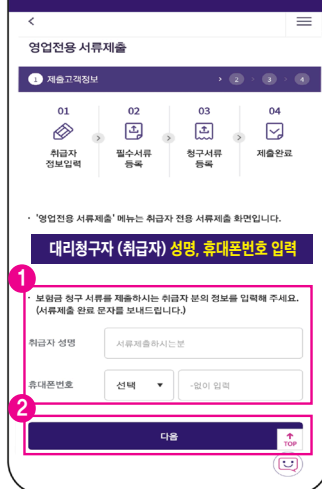 영업전용 서류제출
1 제출고객정보 > 2 > 3 > 4
01 02 03 04
취급자 정보입력 > 필수서류 등록 > 청구서류 등록 > 제출완료
· '영업전용 서류제출' 메뉴는 취급자 전용 서류제출 화면입니다.
대리청구자 (취급자) 성명, 휴대폰번호 입력
1
· 보험금 청구 서류를 제출하시는 취급자 분의 정보를 입력해 주세요.
(서류제출 완료 문자를 보내드립니다.)
취급자 성명 서류제출하시는분
휴대폰번호 선택 ▼ -없이 입력
2
다음
TOP